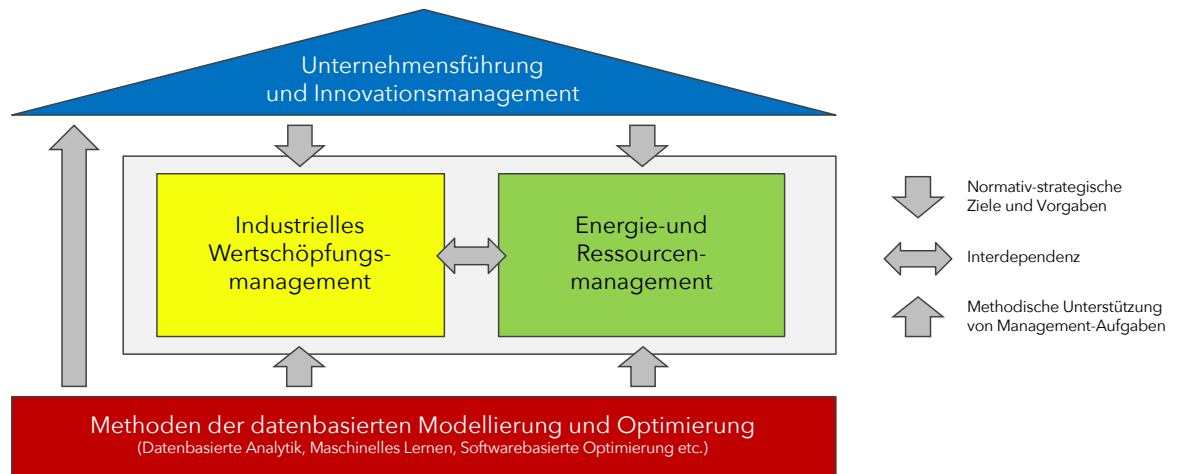 Unternehmensführung
und Innovationsmanagement
Industrielles
Wertschöpfungs-
management
Energie-und
Ressourcen-
management
Normativ-strategische
Ziele und Vorgaben
Interdependenz
Methodische Unterstützung
von Management-Aufgaben
Methoden der datenbasierten Modellierung und Optimierung
(Datenbasierte Analytik, Maschinelles Lernen, Softwarebasierte Optimierung etc.)